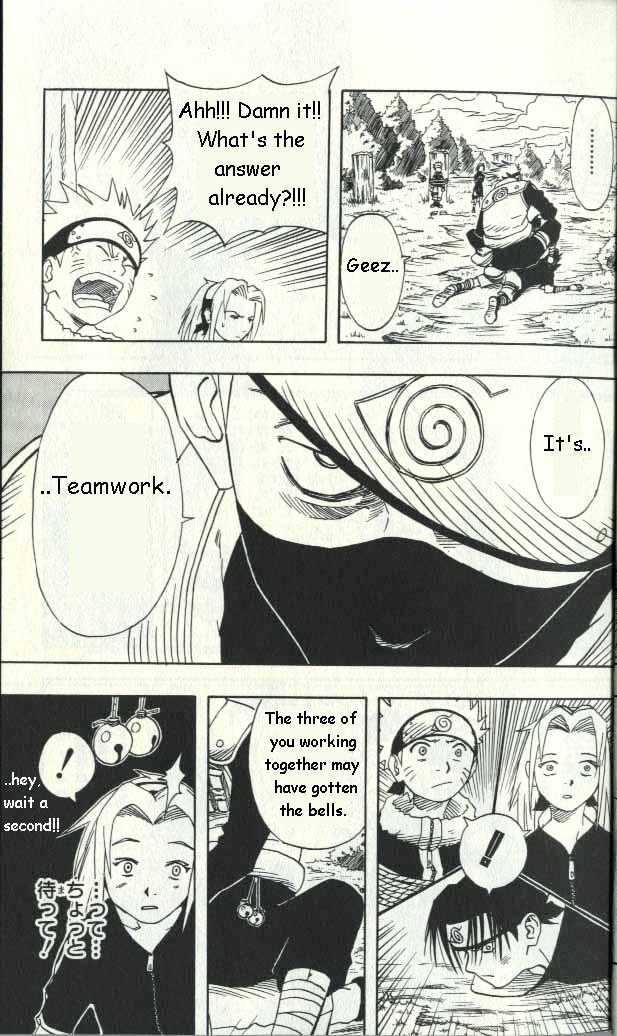 .........
Geez..
Ahh!!! Damn it!!
What's the
answer
already?!!!
It's..
..Teamwork.
!!
The three of
you working
together may
have gotten
the bells.
!
..hey,
wait a
second!!
…って…
ちょっと
待って!
ま